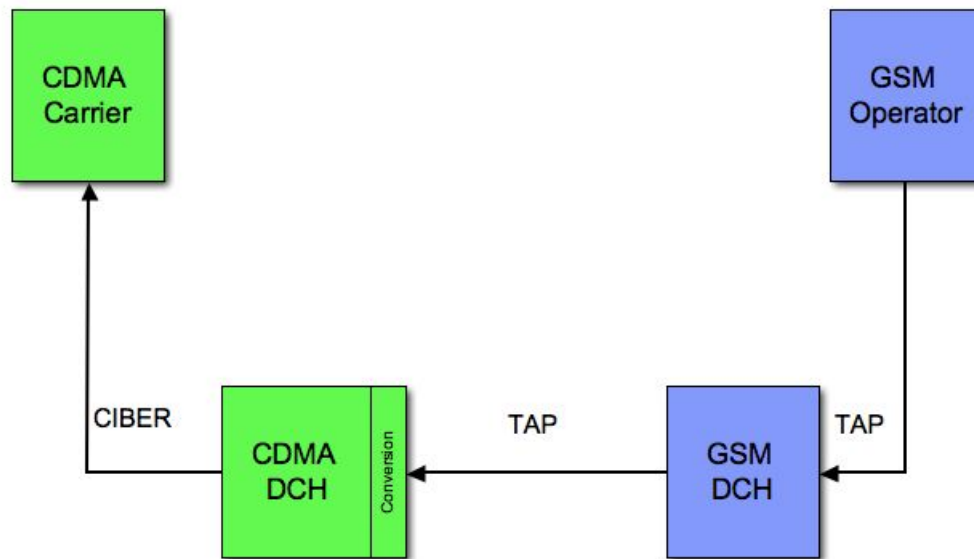 CDMA
Carrier
GSM
Operator
CIBER
CDMA
DCH
Conversion
TAP
GSM
DCH
TAP